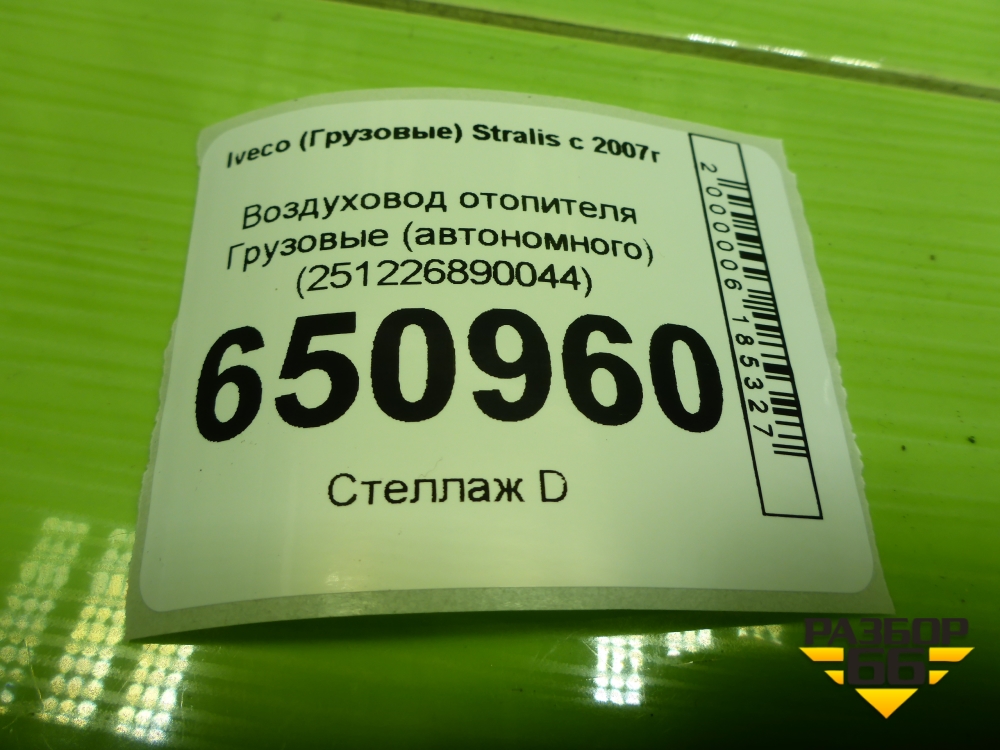 Iveco (Грузовые) Stralis с 2007г
Воздуховод отопителя
Грузовые (автономного)
(251226890044)
650960
Стеллаж D
2000006185327
РАЗБОР
66